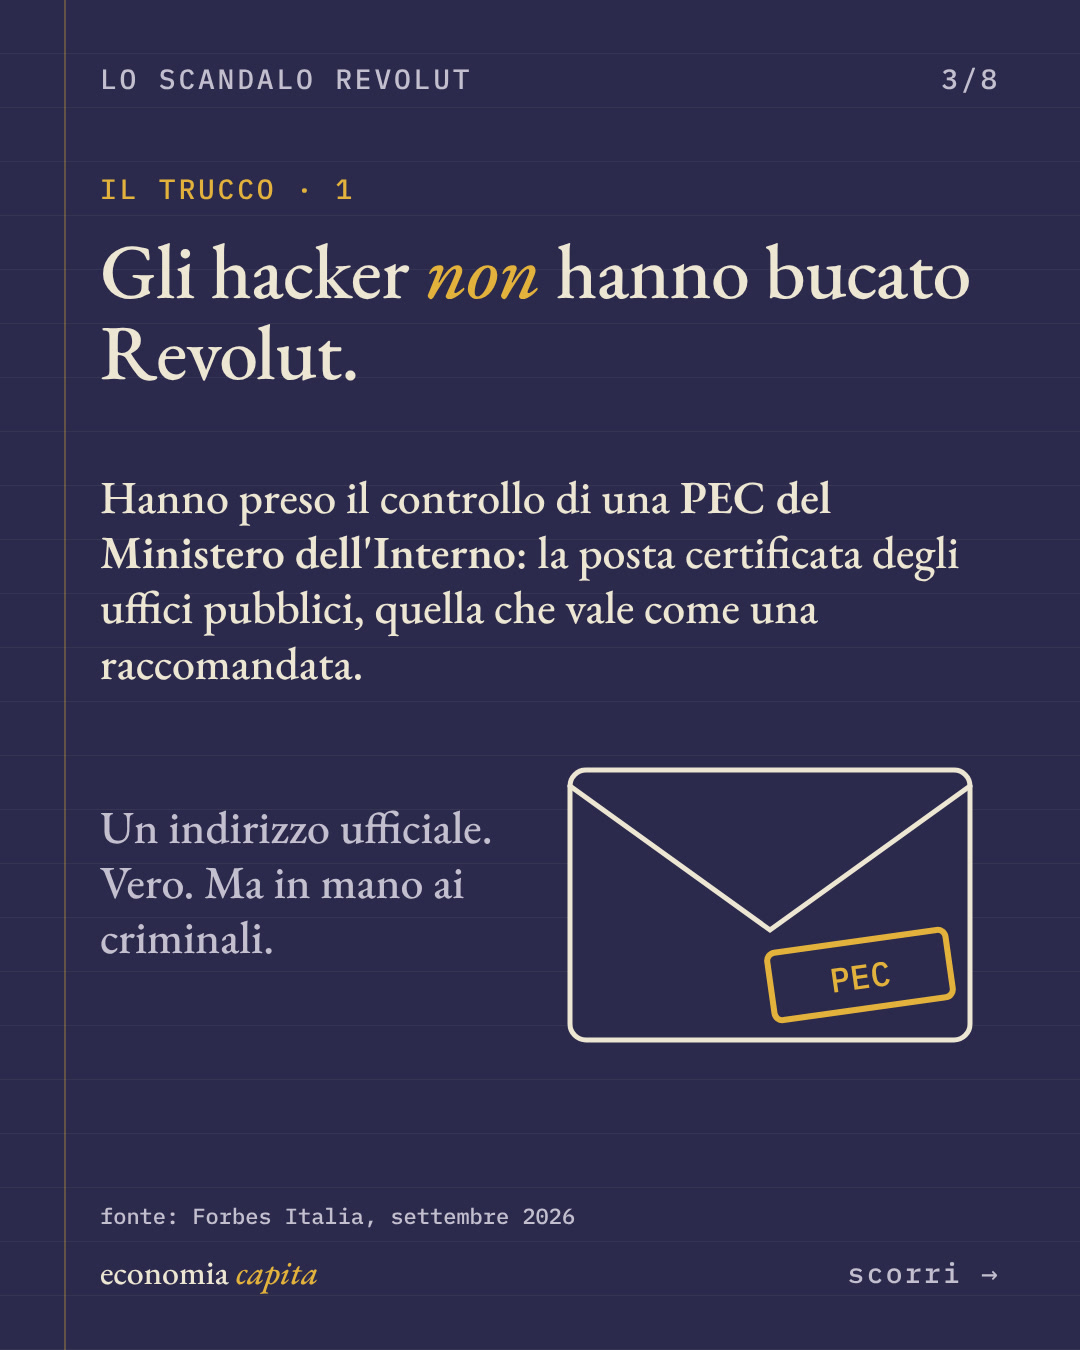 LO SCANDALO REVOLUT 3/8
IL TRUCCO · 1
Gli hacker non hanno bucato
Revolut.
Hanno preso il controllo di una PEC del
Ministero dell'Interno: la posta certificata degli
uffici pubblici, quella che vale come una
raccomandata.
Un indirizzo ufficiale.
Vero. Ma in mano ai
criminali.
PEC
fonte: Forbes Italia, settembre 2026
economia capita scorri →